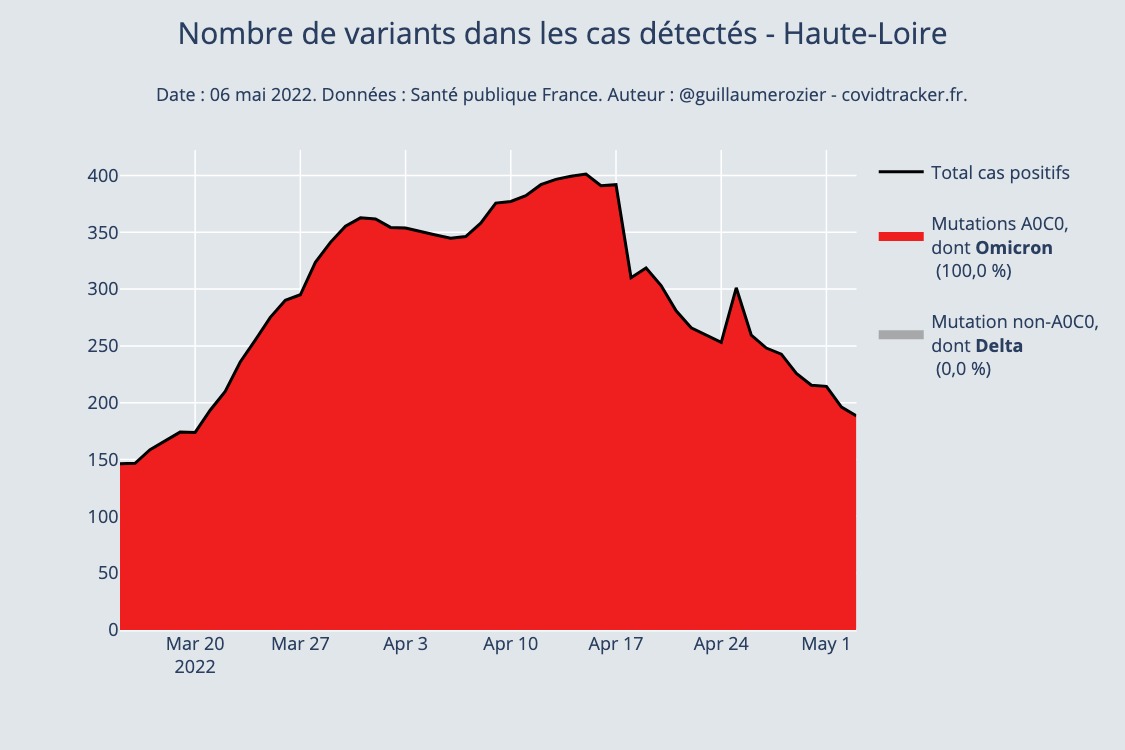 Nombre de variants dans les cas détectés - Haute-Loire
Date : 06 mai 2022. Données : Santé publique France. Auteur : @guillaumerozier - covidtracker.fr.
400
350
300
250
200
150
100
50
0
Mar 20
2022
Mar 27
Apr 3
Apr 10
Apr 17
Apr 24
May 1
Total cas positifs
Mutations A0C0,
dont Omicron
(100,0 %)
Mutation non-A0C0,
dont Delta
(0,0 %)